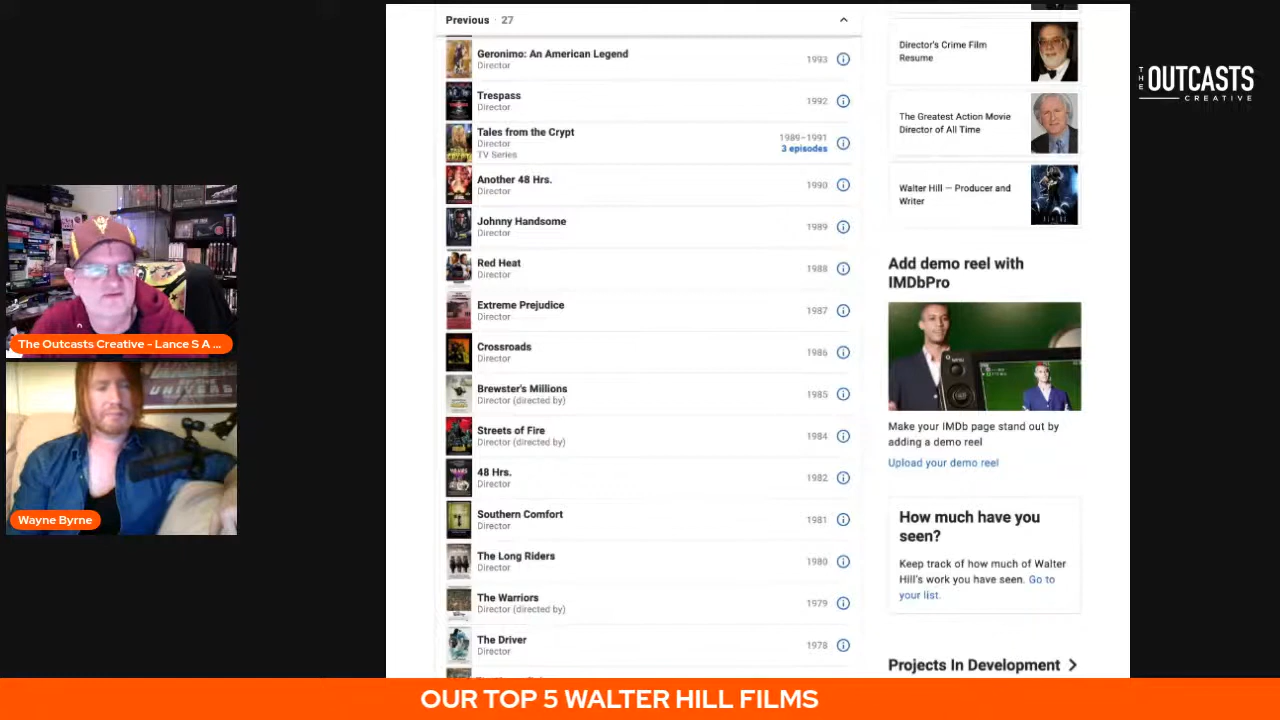 Previous · 27
Geronimo: An American Legend
Director
1993
Trespass
Director
1992
Tales from the Crypt
Director
TV Series
1989–1991
3 episodes
Another 48 Hrs.
Director
1990
Johnny Handsome
Director
1989
Red Heat
Director
1988
Extreme Prejudice
Director
1987
Crossroads
Director
1986
Brewster's Millions
Director (directed by)
1985
Streets of Fire
Director (directed by)
1984
48 Hrs.
Director
1982
Southern Comfort
Director
1981
The Long Riders
Director
1980
The Warriors
Director (directed by)
1979
The Driver
Director
1978
Director's Crime Film
Resume
The Greatest Action Movie
Director of All Time
Walter Hill — Producer and
Writer
Add demo reel with
IMDbPro
Make your IMDb page stand out by
adding a demo reel
Upload your demo reel
How much have you
seen?
Keep track of how much of Walter
Hill's work you have seen. Go to
your list.
Projects In Development
THE OUTCASTS
CREATIVE
The Outcasts Creative - Lance S A ...
UNIVERS
Wayne Byrne
OUR TOP 5 WALTER HILL FILMS